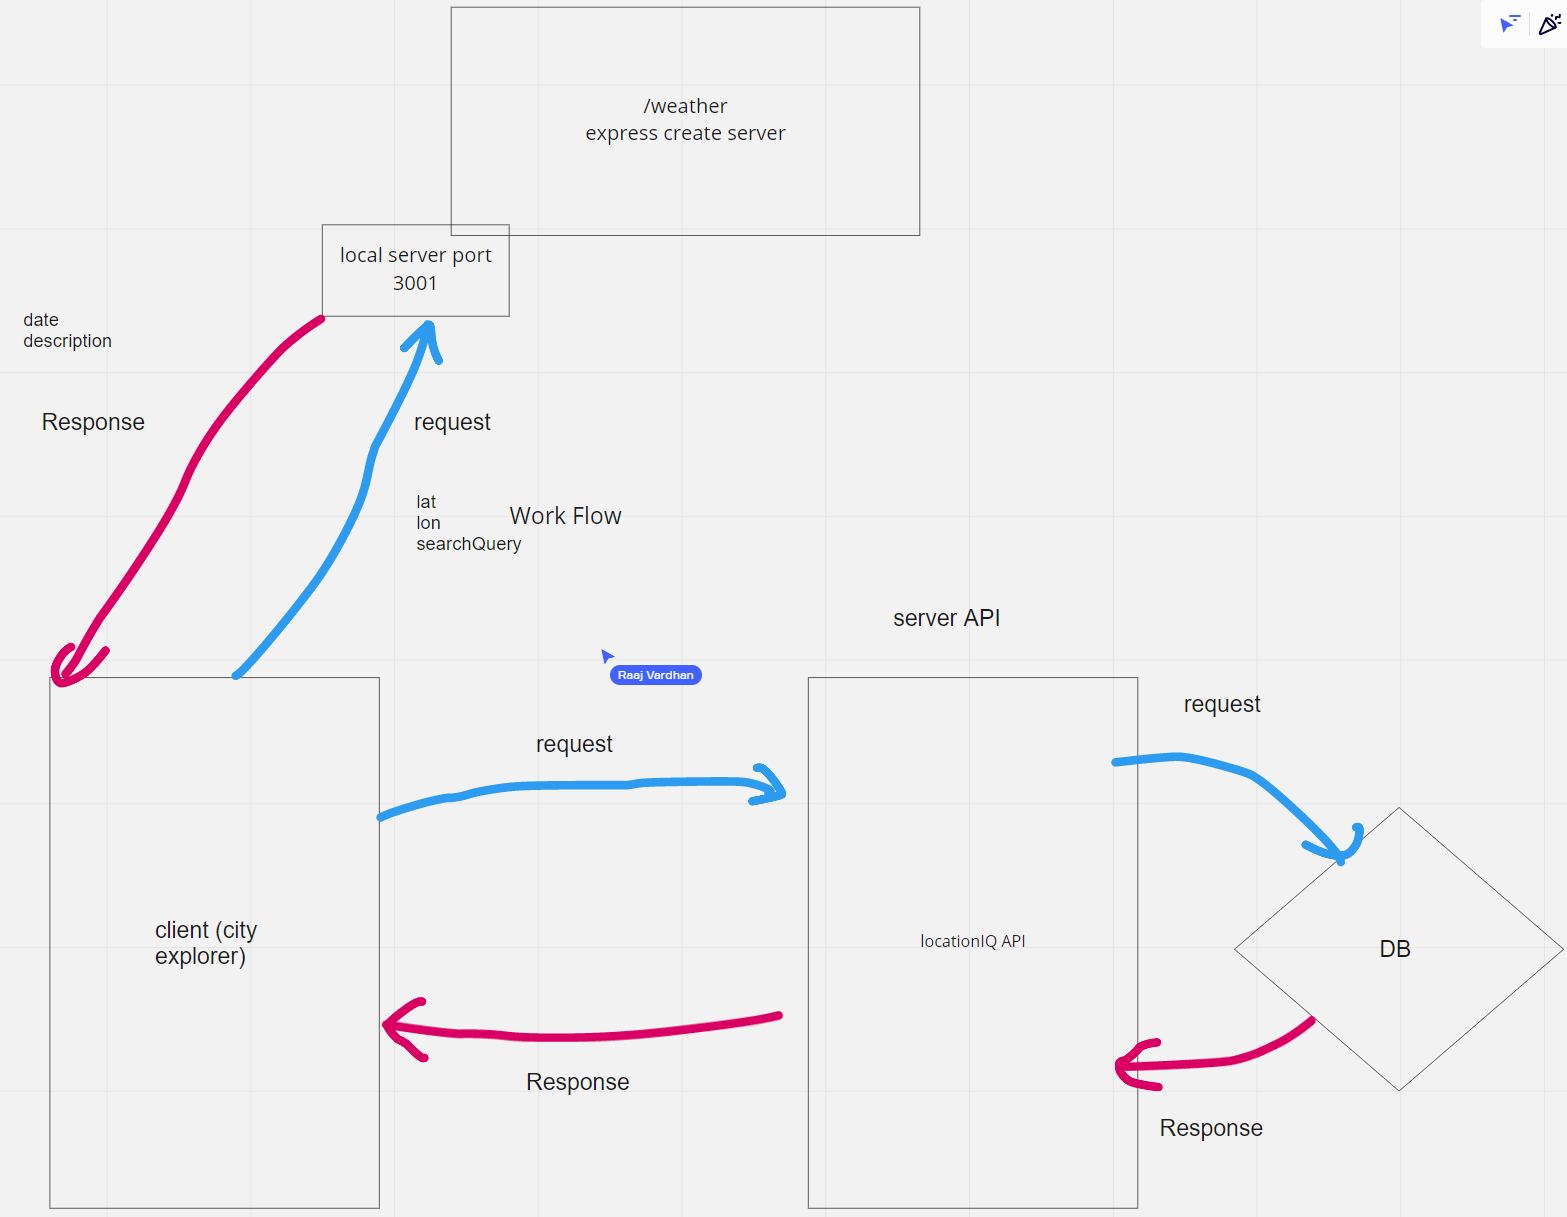 /weather
express create server
local server port
3001
date
description
Response
request
lat
lon
searchQuery
Work Flow
server API
Raaj Vardhan
request
request
client (city
explorer)
locationIQ API
DB
Response
Response